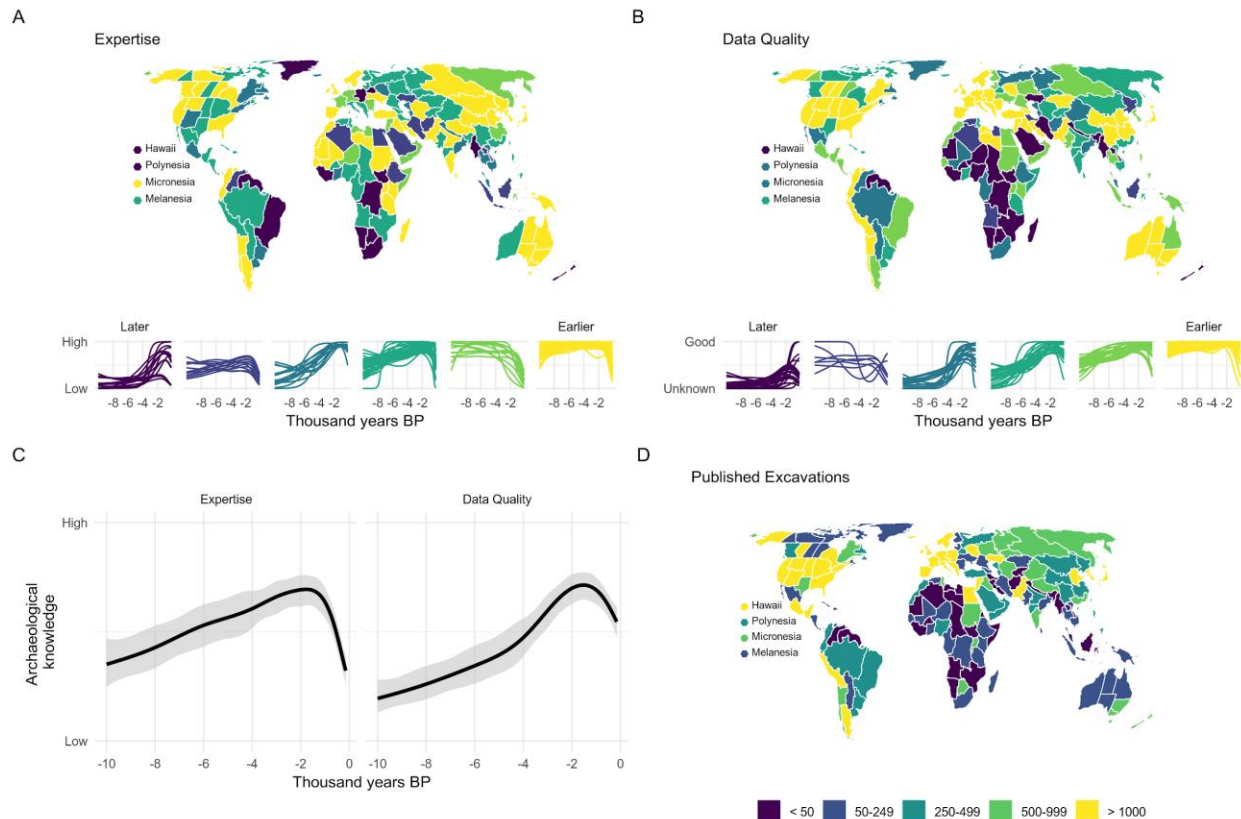 A
Expertise
Hawaii
Polynesia
Micronesia
Melanesia
Later
Earlier
High
Low
-8 -6 -4 -2
-8 -6 -4 -2
-8 -6 -4 -2
-8 -6 -4 -2
-8 -6 -4 -2
-8 -6 -4 -2
Thousand years BP
B
Data Quality
Hawaii
Polynesia
Micronesia
Melanesia
Later
Earlier
Good
Unknown
-8 -6 -4 -2
-8 -6 -4 -2
-8 -6 -4 -2
-8 -6 -4 -2
-8 -6 -4 -2
-8 -6 -4 -2
Thousand years BP
C
Expertise
Data Quality
High
Archaeological
knowledge
Low
-10 -8 -6 -4 -2 0
-10 -8 -6 -4 -2 0
Thousand years BP
D
Published Excavations
Hawaii
Polynesia
Micronesia
Melanesia
< 50 50-249 250-499 500-999 > 1000